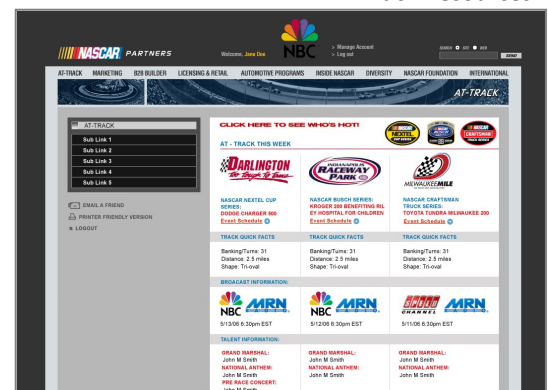 NASCAR PARTNERS
Welcome, Jane Doe
NBC
> Manage Account
> Log out
SEARCH SITE WEB
SEND
AT-TRACK MARKETING B2B BUILDER LICENSING & RETAIL AUTOMOTIVE PROGRAMS INSIDE NASCAR DIVERSITY NASCAR FOUNDATION INTERNATIONAL
AT-TRACK
AT-TRACK
Sub Link 1
Sub Link 2
Sub Link 3
Sub Link 4
Sub Link 5
EMAIL A FRIEND
PRINTER FRIENDLY VERSION
LOGOUT
CLICK HERE TO SEE WHO'S HOT!
NASCAR NEXTEL
NASCAR BUSCH
NASCAR CRAFTSMAN
AT - TRACK THIS WEEK
DARLINGTON
Too Tough To Tame
INDIANAPOLIS
RACEWAY
PARK
MILWAUKEEMILE
NASCAR NEXTEL CUP
SERIES:
DODGE CHARGER 500
Event Schedule
NASCAR BUSCH SERIES:
KROGER 200 BENEFITING RIL
EY HOSPITAL FOR CHILDREN
Event Schedule
NASCAR CRAFTSMAN
TRUCK SERIES:
TOYOTA TUNDRA MILWAUKEE 200
Event Schedule
TRACK QUICK FACTS TRACK QUICK FACTS TRACK QUICK FACTS
Banking/Turns: 31 Banking/Turns: 31 Banking/Turns: 31
Distance: 2.5 miles Distance: 2.5 miles Distance: 2.5 miles
Shape: Tri-oval Shape: Tri-oval Shape: Tri-oval
BROACAST INFORMATION:
NBC MRN NBC MRN SPEED CHANNEL MRN
5/13/06 6:30pm EST 5/12/06 6:30pm EST 5/11/06 6:30pm EST
TALENT INFORMATION:
GRAND MARSHAL: GRAND MARSHAL: GRAND MARSHAL:
John M Smith John M Smith John M Smith
NATIONAL ANTHEM: NATIONAL ANTHEM: NATIONAL ANTHEM:
John M Smith John M Smith John M Smith
PRE RACE CONCERT:
John M Smith